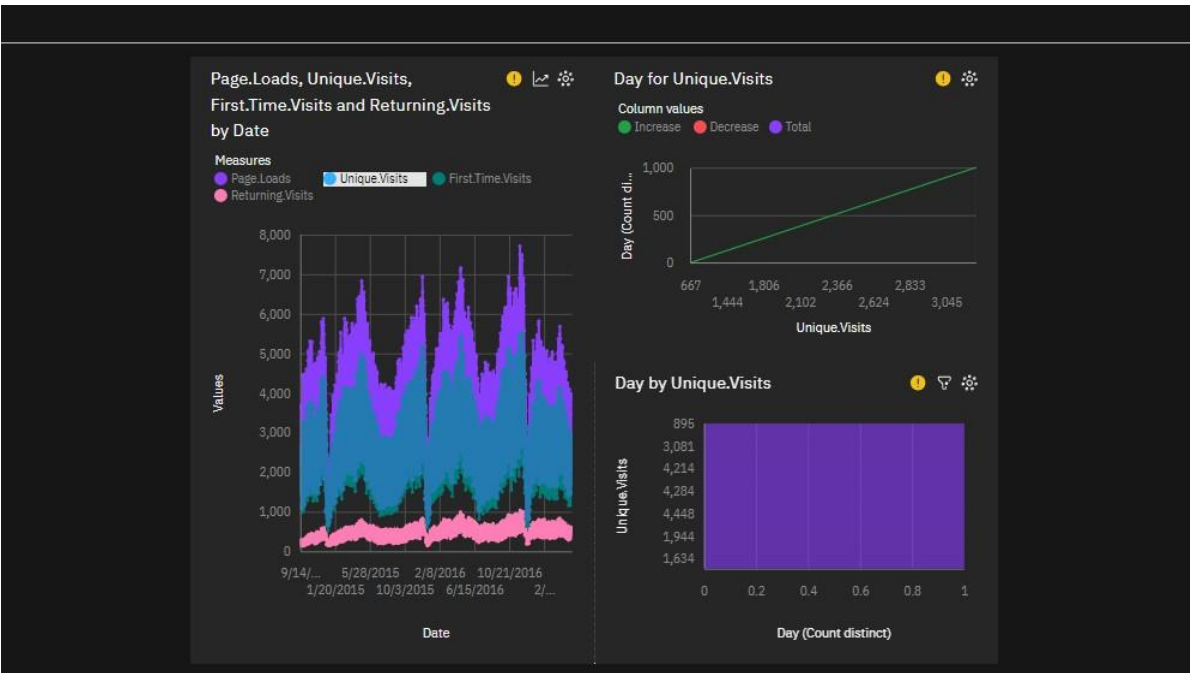 Page.Loads, Unique.Visits,
First.Time.Visits and Returning.Visits
by Date
Measures
Page.Loads Unique.Visits First.Time.Visits
Returning.Visits
8,000
7,000
6,000
5,000
4,000
3,000
2,000
1,000
0
Values
9/14/... 5/28/2015 2/8/2016 10/21/2016
1/20/2015 10/3/2015 6/15/2016 2/...
Date
Day for Unique.Visits
Column values
Increase Decrease Total
1,000
500
0
Day (Count di...
667 1,806 2,366 2,833
1,444 2,102 2,624 3,045
Unique.Visits
Day by Unique.Visits
895
3,081
4,214
4,284
4,448
1,944
1,634
Unique.Visits
0 0.2 0.4 0.6 0.8 1
Day (Count distinct)